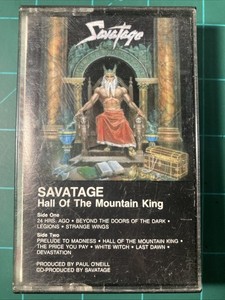 Savatage
SAVATAGE
Hall Of The Mountain King
Side One
24 HRS. AGO • BEYOND THE DOORS OF THE DARK •
LEGIONS • STRANGE WINGS
Side Two
PRELUDE TO MADNESS • HALL OF THE MOUNTAIN KING •
THE PRICE YOU PAY • WHITE WITCH • LAST DAWN •
DEVASTATION
PRODUCED BY PAUL O'NEILL
CO-PRODUCED BY SAVATAGE